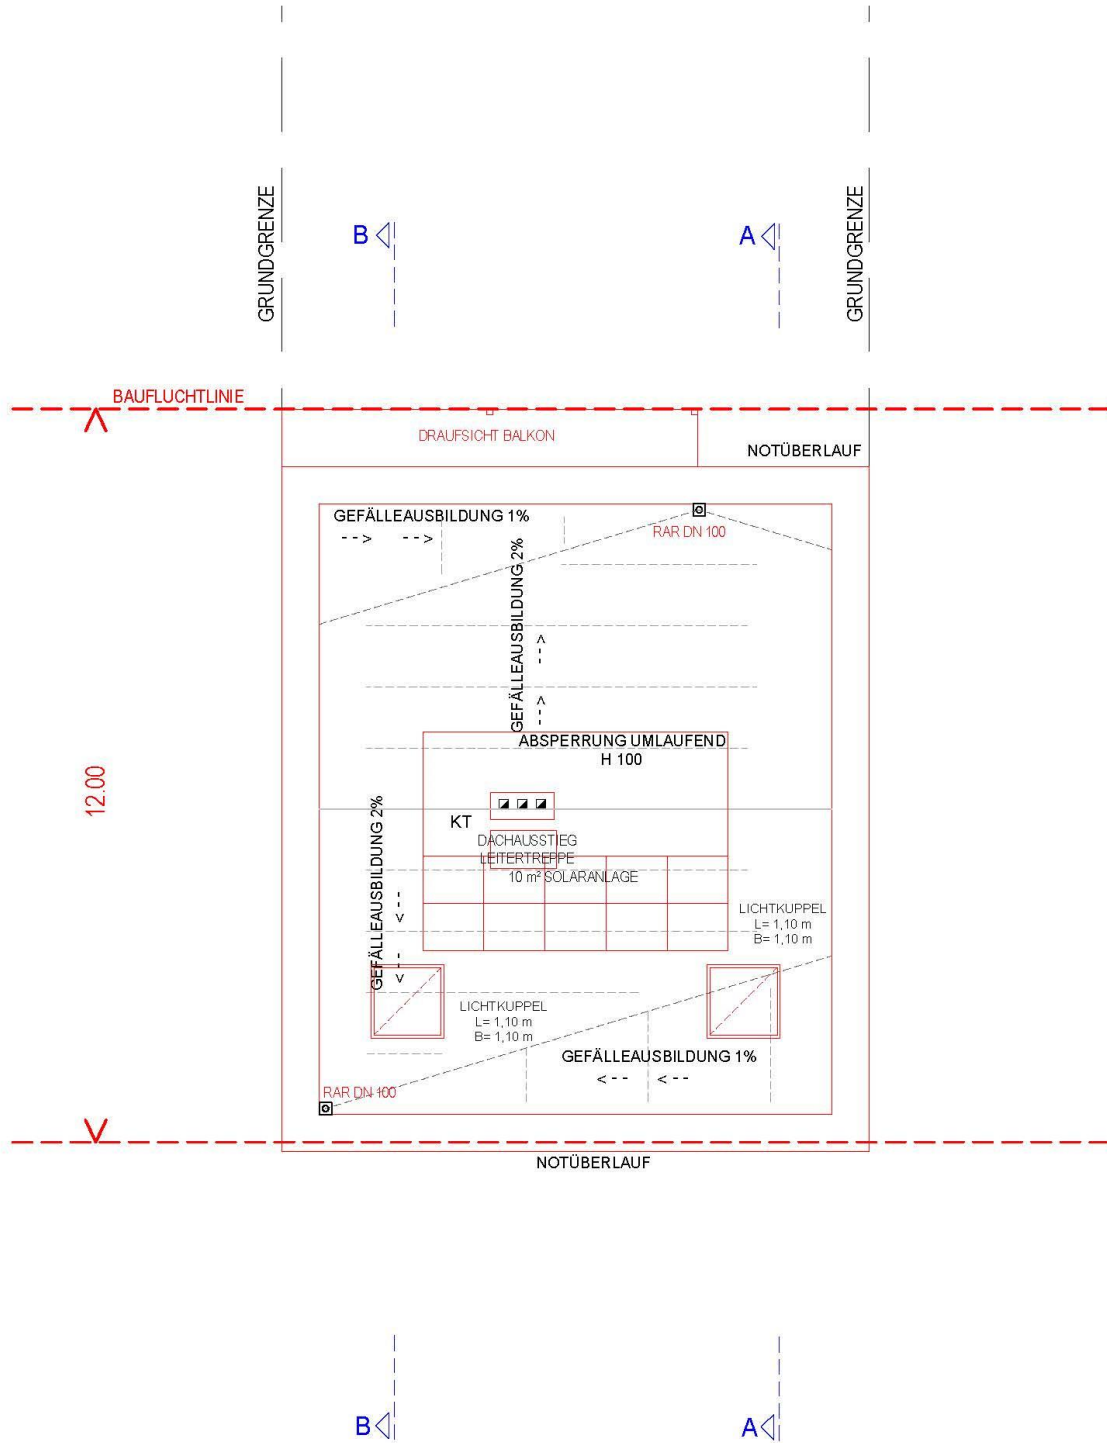 GRUNDGRENZE
GRUNDGRENZE
B
A
BAUFLUCHTLINIE
DRAUFSICHT BALKON
NOTÜBERLAUF
GEFÄLLEAUSBILDUNG 1%
RAR DN 100
GEFÄLLEAUSBILDUNG 2%
ABSPERRUNG UMLAUFEND
H 100
12.00
KT
GEFÄLLEAUSBILDUNG 2%
DACHAUSSTIEG
LEITERTREPPE
10 m² SOLARANLAGE
LICHTKUPPEL
L= 1,10 m
B= 1,10 m
LICHTKUPPEL
L= 1,10 m
B= 1,10 m
GEFÄLLEAUSBILDUNG 1%
RAR DN 100
NOTÜBERLAUF
B
A